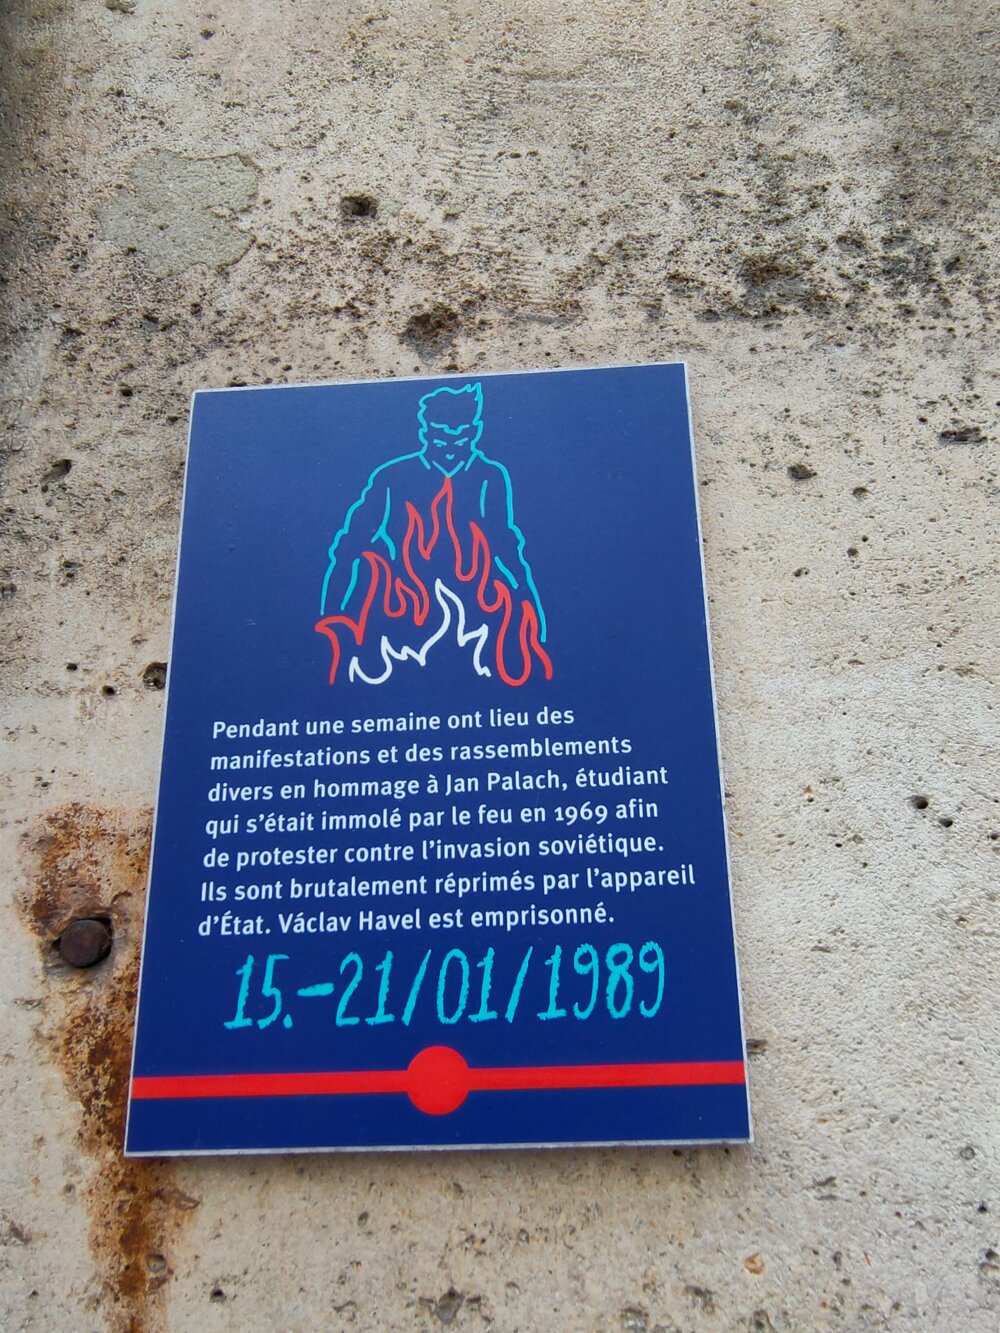 Pendant une semaine ont lieu des
manifestations et des rassemblements
divers en hommage à Jan Palach, étudiant
qui s'était immolé par le feu en 1969 afin
de protester contre l'invasion soviétique.
Ils sont brutalement réprimés par l'appareil
d'État. Václav Havel est emprisonné.
15.–21/01/1989